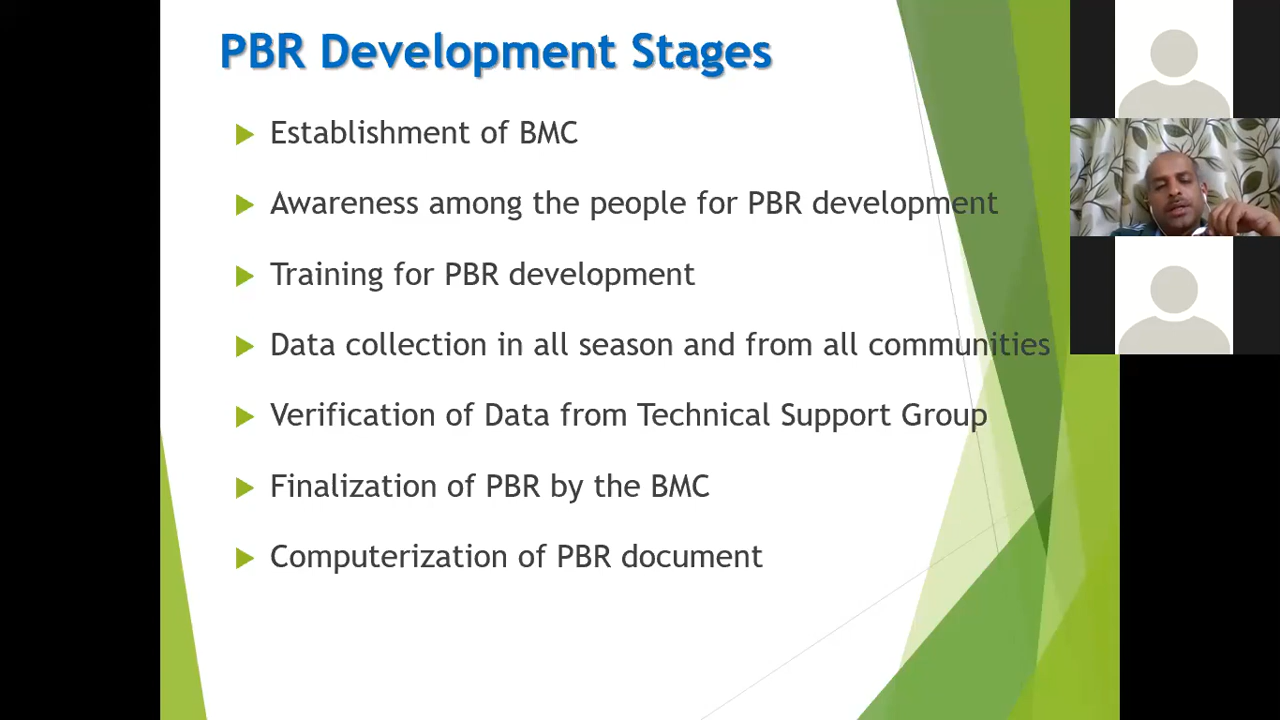 PBR Development Stages
Establishment of BMC
Awareness among the people for PBR development
Training for PBR development
Data collection in all season and from all communities
Verification of Data from Technical Support Group
Finalization of PBR by the BMC
Computerization of PBR document